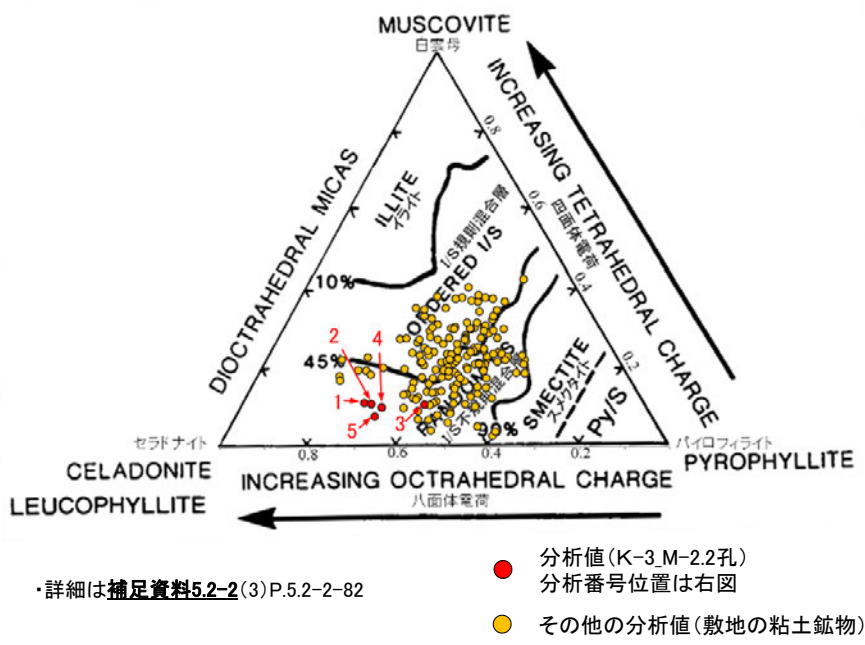 MUSCOVITE
白雲母
INCREASING TETRAHEDRAL CHARGE
四面体電荷
DIOCTRAHEDRAL MICAS
ILLITE
イライト
I/S規則混合層
ORDERED I/S
0.8
0.6
0.4
0.2
10%
45%
2
4
1
5
3
I/S不規則混合層
90%
SMECTITE
スメクタイト
Py/S
セラドナイト
パイロフィライト
0.8
0.6
0.4
0.2
CELADONITE
LEUCOPHYLLITE
INCREASING OCTRAHEDRAL CHARGE
八面体電荷
PYROPHYLLITE
・詳細は補足資料5.2-2(3)P.5.2-2-82
分析値(K-3_M-2.2孔)
分析番号位置は右図
その他の分析値(敷地の粘土鉱物)